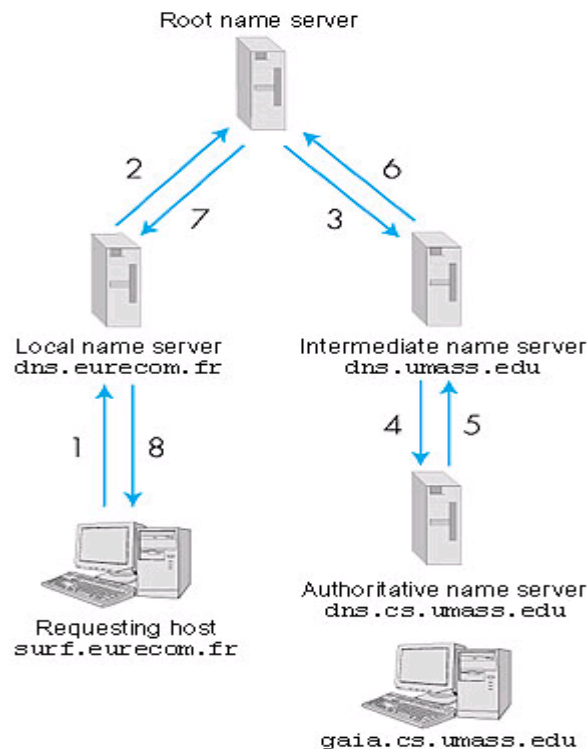 Root name server
2
7
3
6
Local name server
dns.eurecom.fr
Intermediate name server
dns.umass.edu
1
8
4
5
Requesting host
surf.eurecom.fr
Authoritative name server
dns.cs.umass.edu
gaia.cs.umass.edu